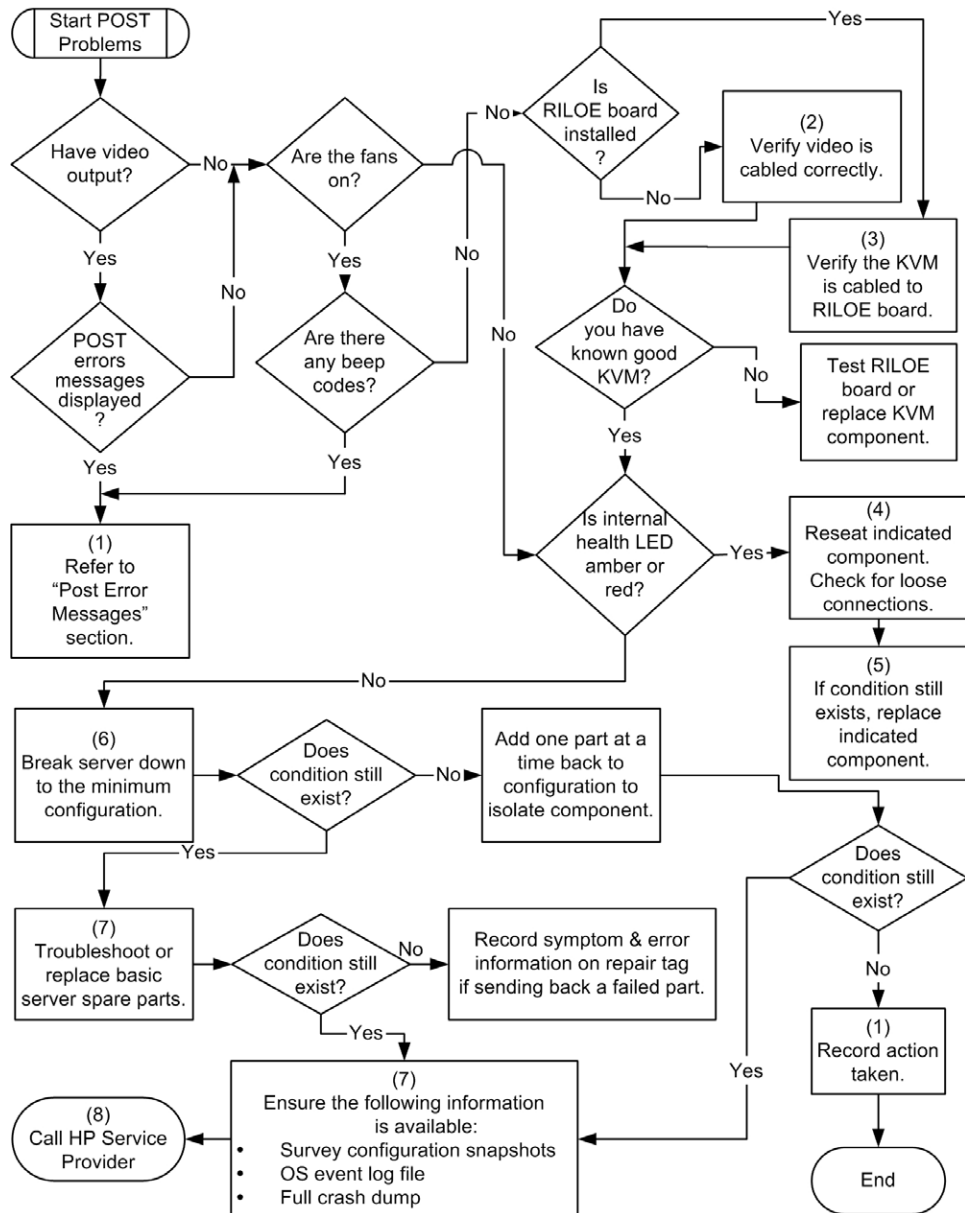 Start POST
Problems
Have video
output?
No
Yes
POST
errors
messages
displayed
?
No
Yes
(1)
Refer to
“Post Error
Messages”
section.
Are the fans
on?
Yes
No
Are there
any beep
codes?
Yes
No
No
Is
RILOE board
installed
?
Yes
No
(2)
Verify video is
cabled correctly.
(3)
Verify the KVM
is cabled to
RILOE board.
Do
you have
known good
KVM?
No
Yes
Test RILOE
board or
replace KVM
component.
Is internal
health LED
amber or
red?
Yes
No
(4)
Reseat indicated
component.
Check for loose
connections.
(5)
If condition still
exists, replace
indicated
component.
(6)
Break server down
to the minimum
configuration.
Does
condition still
exist?
No
Yes
Add one part at a
time back to
configuration to
isolate component.
Does
condition still
exist?
No
Yes
(7)
Troubleshoot or
replace basic
server spare parts.
Does
condition still
exist?
No
Yes
Record symptom & error
information on repair tag
if sending back a failed part.
(1)
Record action
taken.
End
(7)
Ensure the following information
is available:
• Survey configuration snapshots
• OS event log file
• Full crash dump
(8)
Call HP Service
Provider